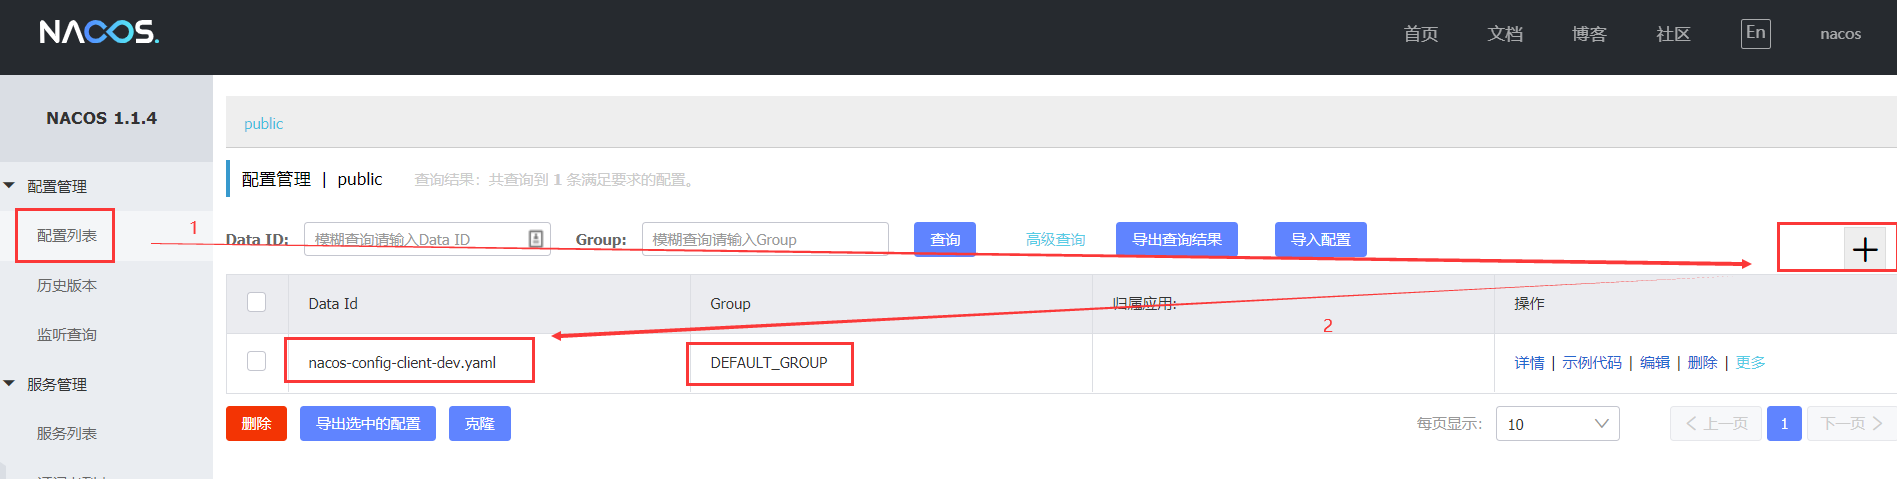 NACOS.
首页
文档
博客
社区
En
nacos
NACOS 1.1.4
public
配置管理
配置管理 | public
查询结果：共查询到 1 条满足要求的配置。
配置列表
1
Data ID:
模糊查询请输入Data ID
Group:
模糊查询请输入Group
查询
高级查询
导出查询结果
导入配置
历史版本
Data Id
Group
归属应用:
操作
监听查询
2
nacos-config-client-dev.yaml
DEFAULT_GROUP
详情 | 示例代码 | 编辑 | 删除 | 更多
服务管理
删除
导出选中的配置
克隆
每页显示:
10
上一页
1
下一页
服务列表